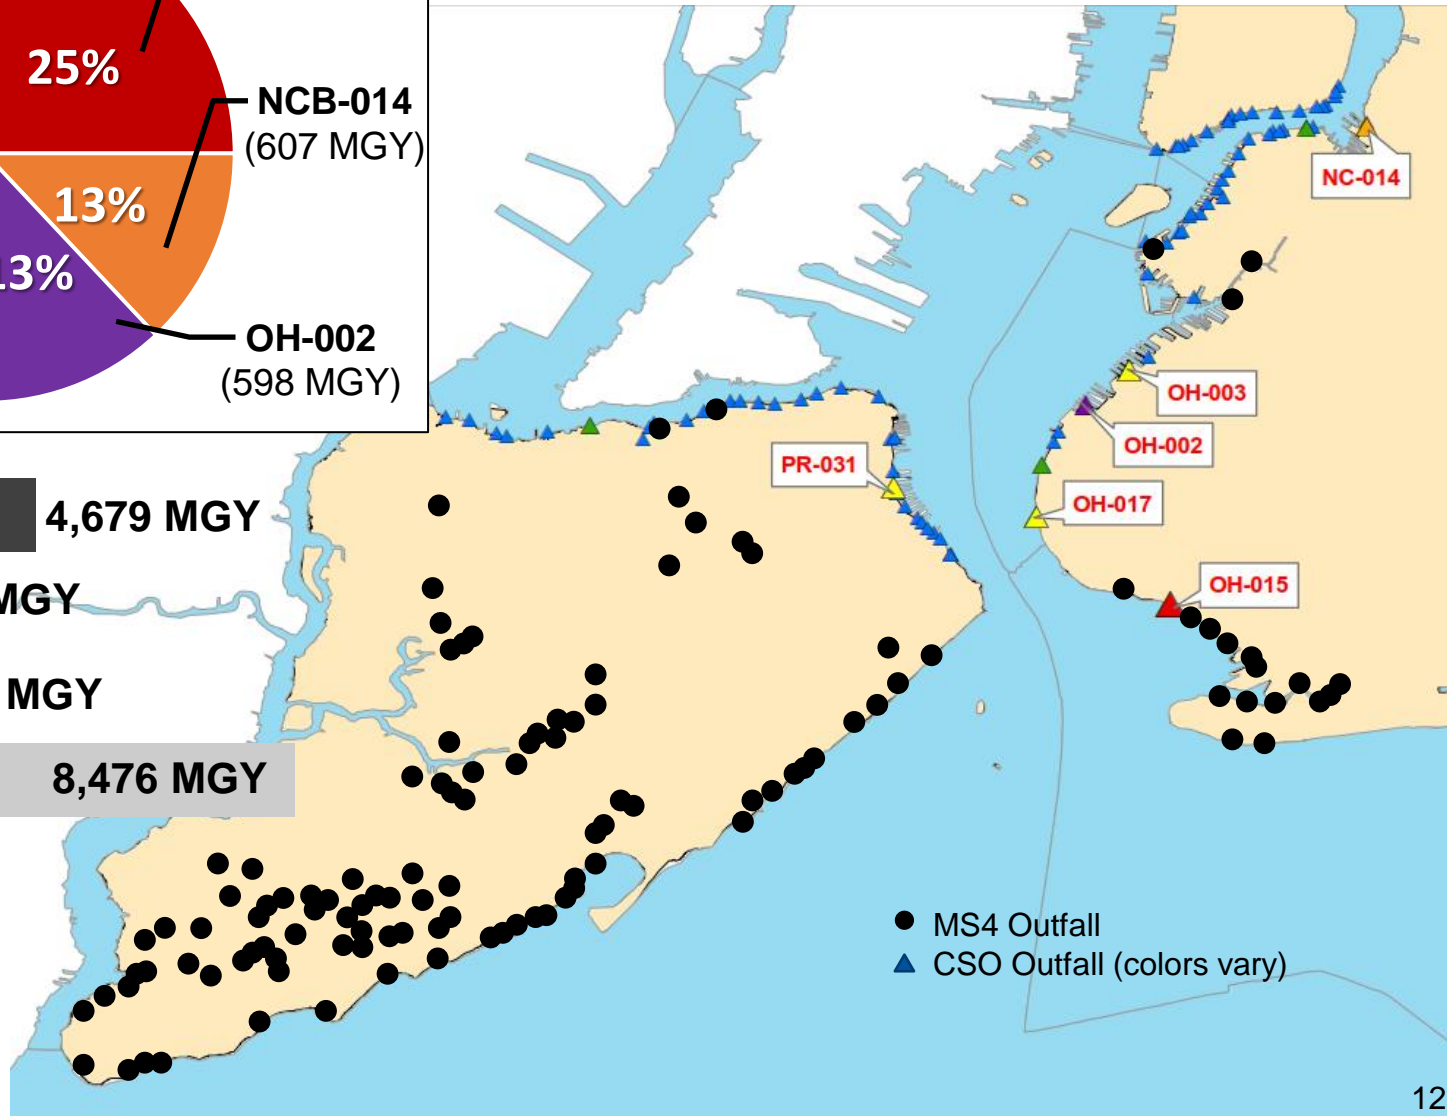 25%
NCB-014
(607 MGY)
13%
13%
OH-002
(598 MGY)
4,679 MGY
MGY
MGY
8,476 MGY
NC-014
OH-003
OH-002
PR-031
OH-017
OH-015
MS4 Outfall
CSO Outfall (colors vary)
12